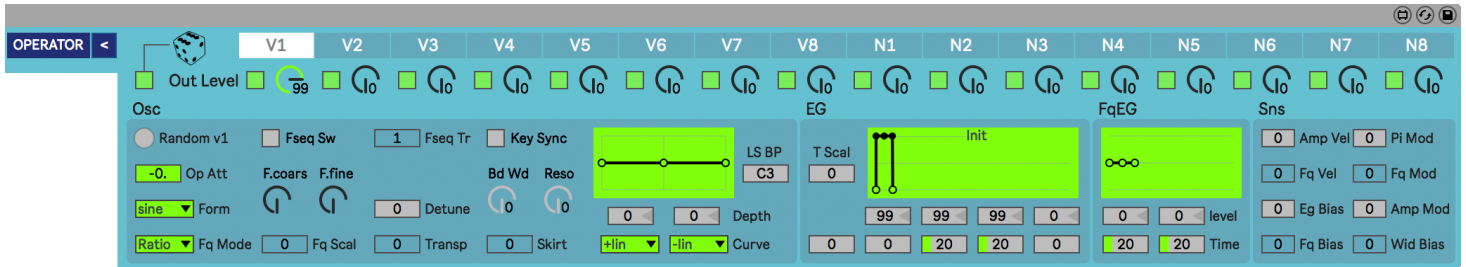 OPERATOR < V1 V2 V3 V4 V5 V6 V7 V8 N1 N2 N3 N4 N5 N6 N7 N8
Out Level 99 0 0 0 0 0 0 0 0 0 0 0 0 0 0 0
Osc EG FqEG Sns
Random v1 Fseq Sw 1 Fseq Tr Key Sync LS BP T Scal Init 0 Amp Vel 0 Pi Mod
-0. Op Att F.coars F.fine Bd Wd Reso C3 0 0 Fq Vel 0 Fq Mod
sine Form 0 Detune 0 0 0 0 Depth 99 99 99 0 0 0 level 0 Eg Bias 0 Amp Mod
Ratio Fq Mode 0 Fq Scal 0 Transp 0 Skirt +lin -lin Curve 0 0 20 20 0 20 20 Time 0 Fq Bias 0 Wid Bias